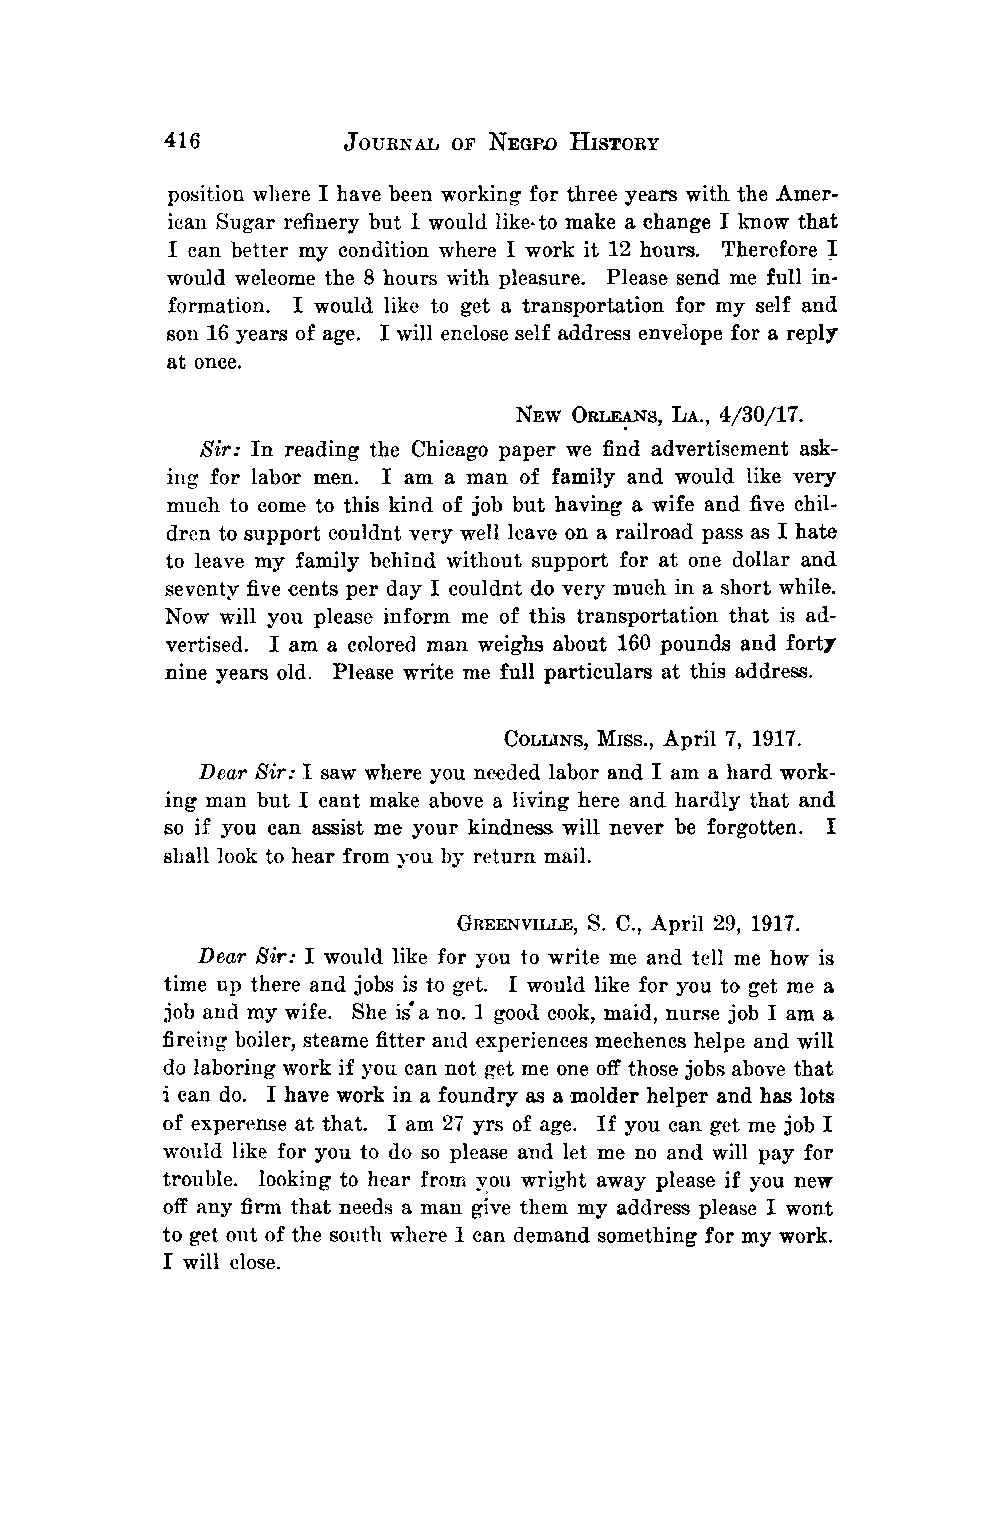 416 JOURNAL OF NEGRO HISTORY
position where I have been working for three years with the Amer-
ican Sugar refinery but I would like to make a change I know that
I can better my condition where I work it 12 hours. Therefore I
would welcome the 8 hours with pleasure. Please send me full in-
formation. I would like to get a transportation for my self and
son 16 years of age. I will enclose self address envelope for a reply
at once.
NEW ORLEANS, LA., 4/30/17.
Sir: In reading the Chicago paper we find advertisement ask-
ing for labor men. I am a man of family and would like very
much to come to this kind of job but having a wife and five chil-
dren to support couldnt very well leave on a railroad pass as I hate
to leave my family behind without support for at one dollar and
seventy five cents per day I couldnt do very much in a short while.
Now will you please inform me of this transportation that is ad-
vertised. I am a colored man weighs about 160 pounds and forty
nine years old. Please write me full particulars at this address.
COLLINS, MISS., April 7, 1917.
Dear Sir: I saw where you needed labor and I am a hard work-
ing man but I cant make above a living here and hardly that and
so if you can assist me your kindness will never be forgotten. I
shall look to hear from you by return mail.
GREENVILLE, S. C., April 29, 1917.
Dear Sir: I would like for you to write me and tell me how is
time up there and jobs is to get. I would like for you to get me a
job and my wife. She is a no. 1 good cook, maid, nurse job I am a
fireing boiler, steame fitter and experiences mechenes helpe and will
do laboring work if you can not get me one off those jobs above that
i can do. I have work in a foundry as a molder helper and has lots
of experense at that. I am 27 yrs of age. If you can get me job I
would like for you to do so please and let me no and will pay for
trouble. looking to hear from you wright away please if you new
off any firm that needs a man give them my address please I wont
to get out of the south where I can demand something for my work.
I will close.